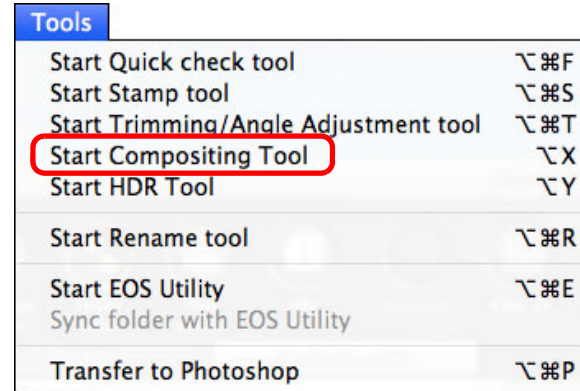 Tools
Start Quick check tool ⌥⌘F
Start Stamp tool ⌥⌘S
Start Trimming/Angle Adjustment tool ⌥⌘T
Start Compositing Tool ⌥X
Start HDR Tool ⌥Y
Start Rename tool ⌥⌘R
Start EOS Utility ⌥⌘E
Sync folder with EOS Utility
Transfer to Photoshop ⌥⌘P